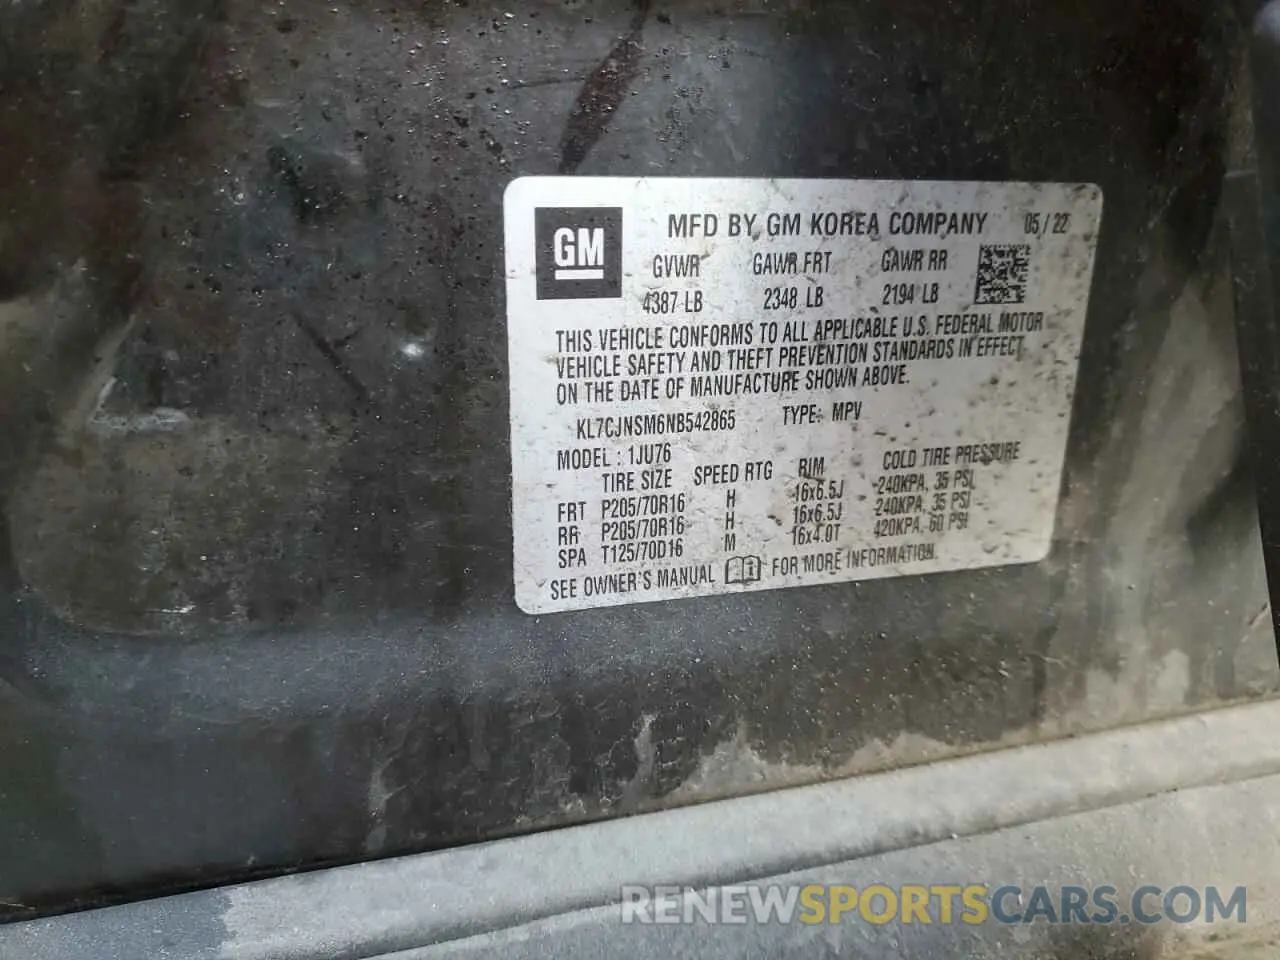 GM
MFD BY GM KOREA COMPANY 05/22
GVWR GAWR FRT GAWR RR
4387 LB 2348 LB 2194 LB
THIS VEHICLE CONFORMS TO ALL APPLICABLE U.S. FEDERAL MOTOR
VEHICLE SAFETY AND THEFT PREVENTION STANDARDS IN EFFECT
ON THE DATE OF MANUFACTURE SHOWN ABOVE.
KL7CJNSM6NB542865 TYPE: MPV
MODEL : 1JU76
TIRE SIZE SPEED RTG RIM COLD TIRE PRESSURE
FRT P205/70R16 H 16x6.5J 240KPA, 35 PSI
RR P205/70R16 H 16x6.5J 240KPA, 35 PSI
SPA T125/70D16 M 16x4.0T 420KPA, 60 PSI
SEE OWNER'S MANUAL FOR MORE INFORMATION.
RENEWSPORTSCARS.COM